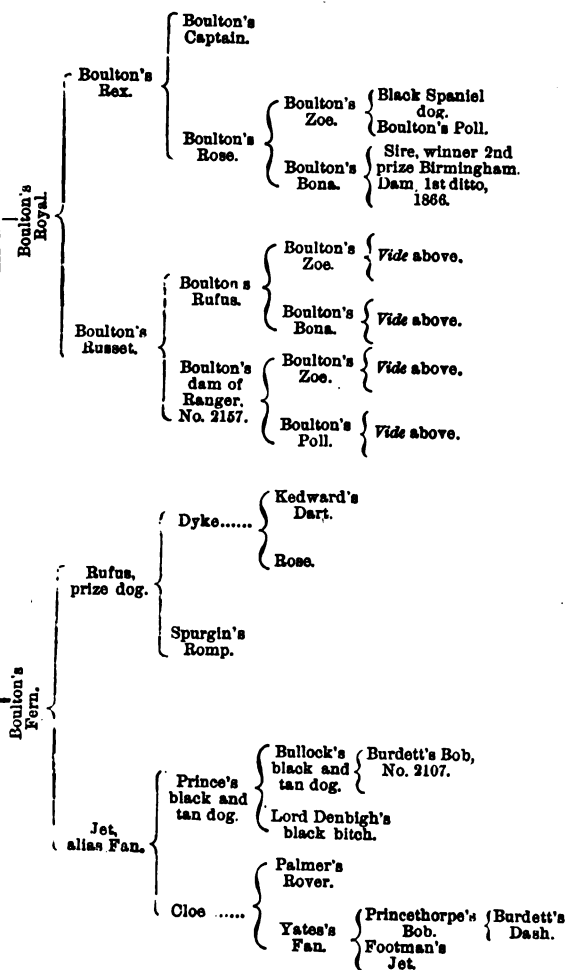 Boulton's
Royal.
Boulton's
Rex.
Boulton's
Captain.
Boulton's
Rose.
Boulton's
Zoe.
Black Spaniel
dog.
Boulton's Poll.
Boulton's
Bona.
Sire, winner 2nd
prize Birmingham.
Dam, 1st ditto,
1866.
Boulton's
Russet.
Boulton s
Rufus.
Boulton's
Zoe.
Vide above.
Boulton's
Bona.
Vide above.
Boulton's
dam of
Ranger.
No. 2157.
Boulton's
Zoe.
Vide above.
Boulton's
Poll.
Vide above.
Boulton's
Fern.
Rufus,
prize dog.
Dyke......
Kedward's
Dart.
Rose.
Spurgin's
Romp.
Jet,
alias Fan.
Prince's
black and
tan dog.
Bullock's
black and
tan dog.
Burdett's Bob,
No. 2107.
Lord Denbigh's
black bitch.
Cloe ......
Palmer's
Rover.
Yates's
Fan.
Princethorpe's
Bob.
Burdett's
Dash.
Footman's
Jet.